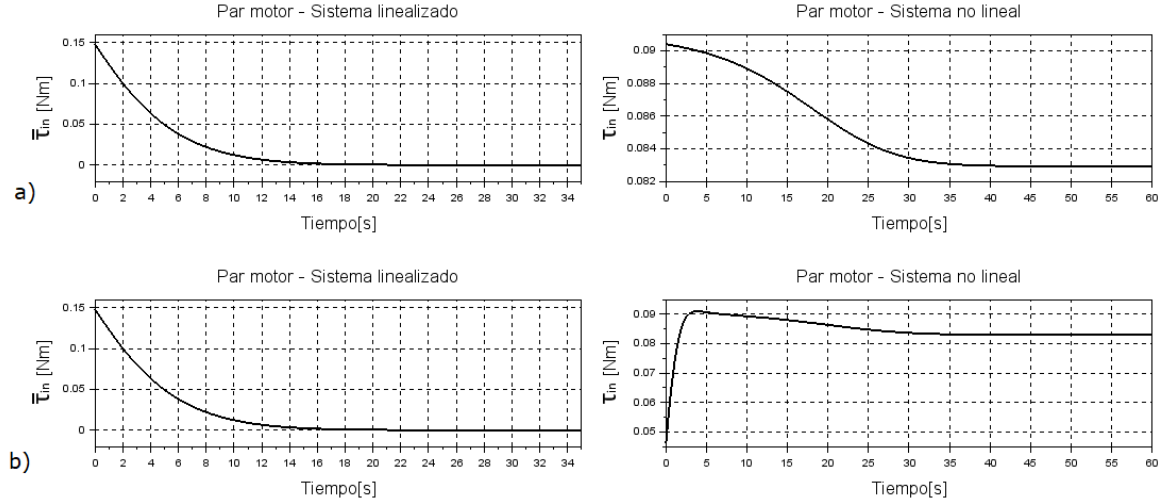 Par motor - Sistema linealizado
0.15
0.1
0.05
0
τ̅in [Nm]
0 2 4 6 8 10 12 14 16 18 20 22 24 26 28 30 32 34
Tiempo[s]
Par motor - Sistema no lineal
0.09
0.088
0.086
0.084
0.082
τin [Nm]
0 5 10 15 20 25 30 35 40 45 50 55 60
Tiempo[s]
a)
Par motor - Sistema linealizado
0.15
0.1
0.05
0
τ̅in [Nm]
0 2 4 6 8 10 12 14 16 18 20 22 24 26 28 30 32 34
Tiempo[s]
Par motor - Sistema no lineal
0.09
0.08
0.07
0.06
0.05
τin [Nm]
0 5 10 15 20 25 30 35 40 45 50 55 60
Tiempo[s]
b)